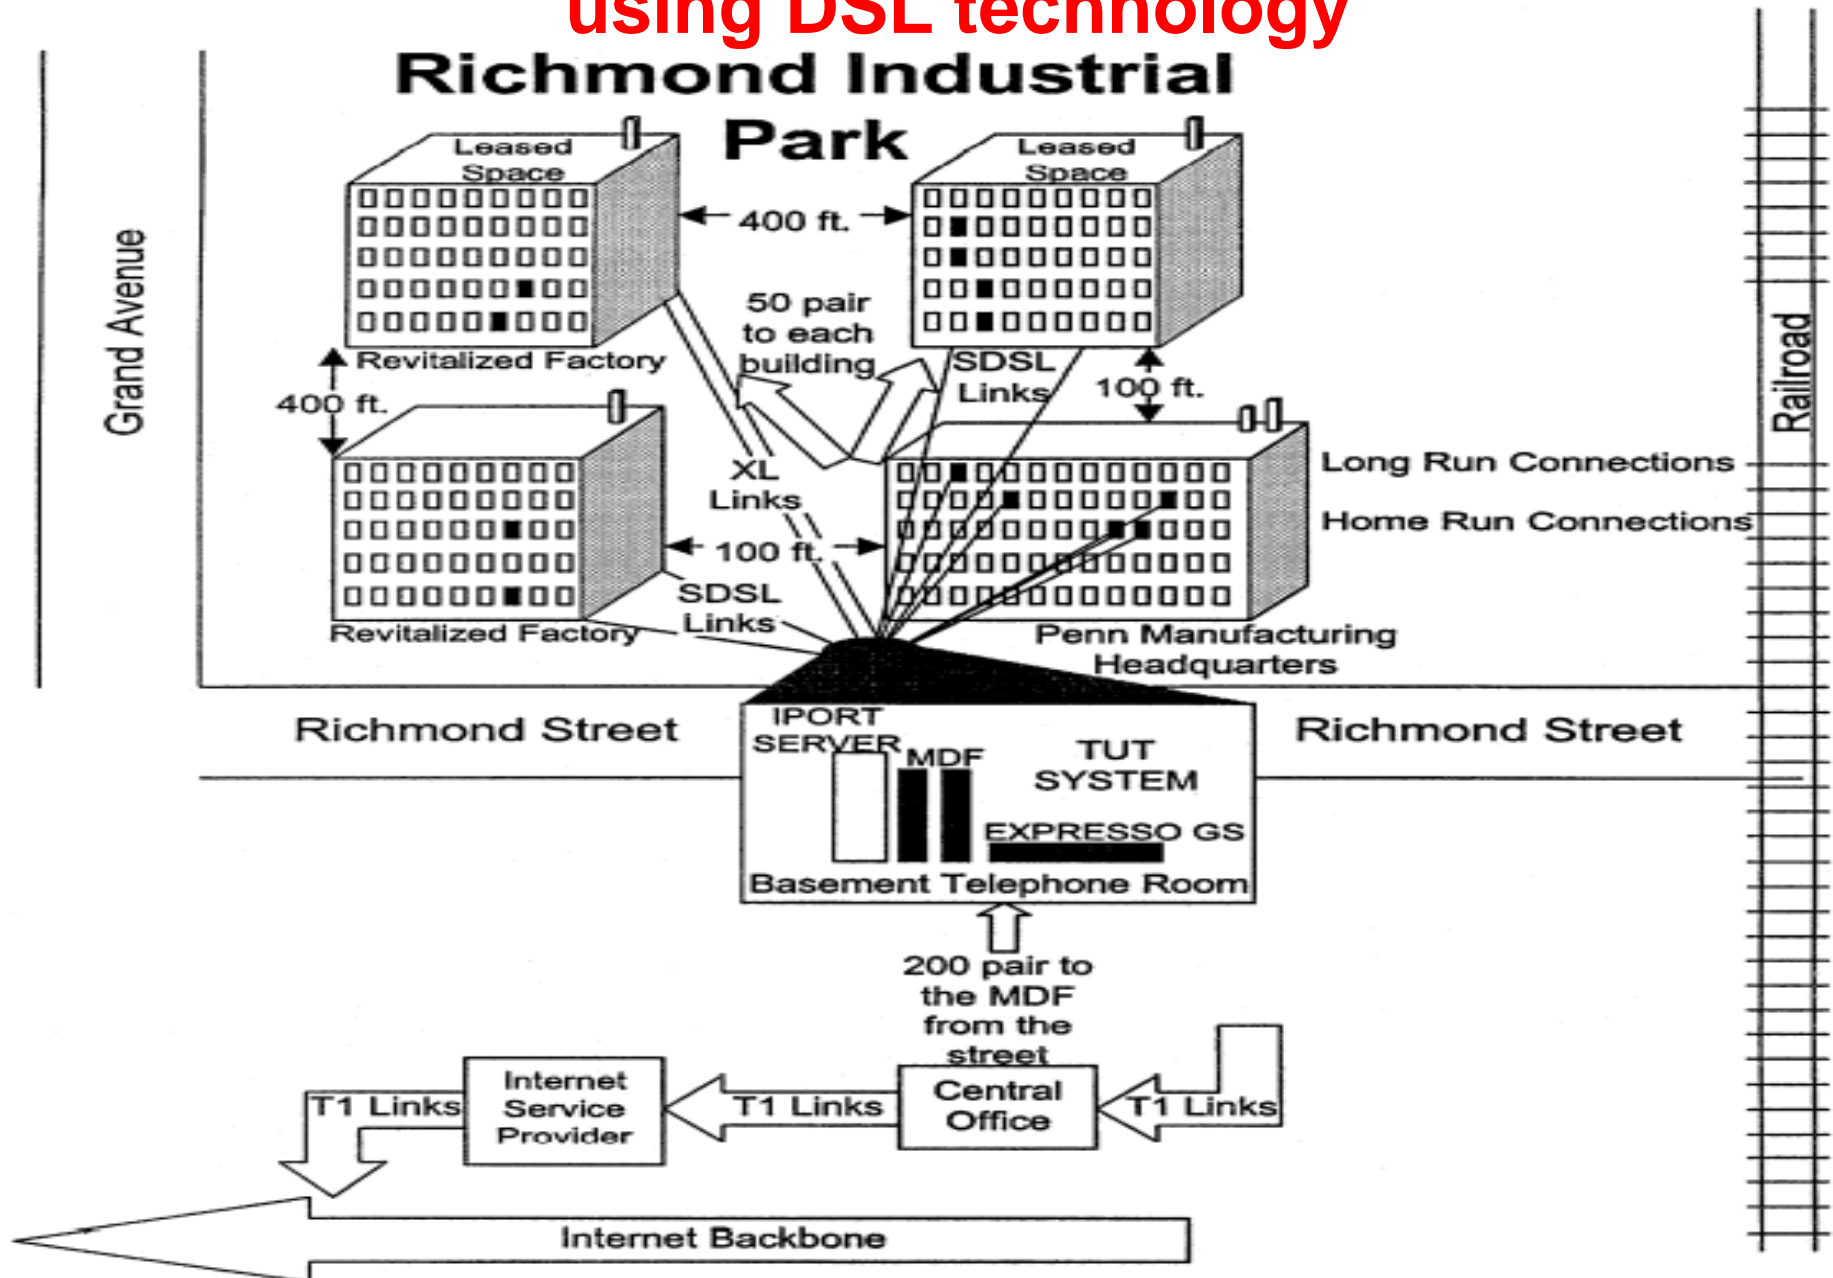 using DSL technology
Richmond Industrial
Park
Leased
Space
Leased
Space
400 ft.
Grand Avenue
50 pair
to each
building
Revitalized Factory
SDSL
Links
400 ft.
100 ft.
Railroad
XL
Links
Long Run Connections
Home Run Connections
100 ft.
SDSL
Links
Revitalized Factory
Penn Manufacturing
Headquarters
Richmond Street
Richmond Street
IPORT
SERVER
MDF
TUT
SYSTEM
EXPRESSO GS
Basement Telephone Room
200 pair to
the MDF
from the
street
Internet
Service
Provider
Central
Office
T1 Links
T1 Links
T1 Links
Internet Backbone